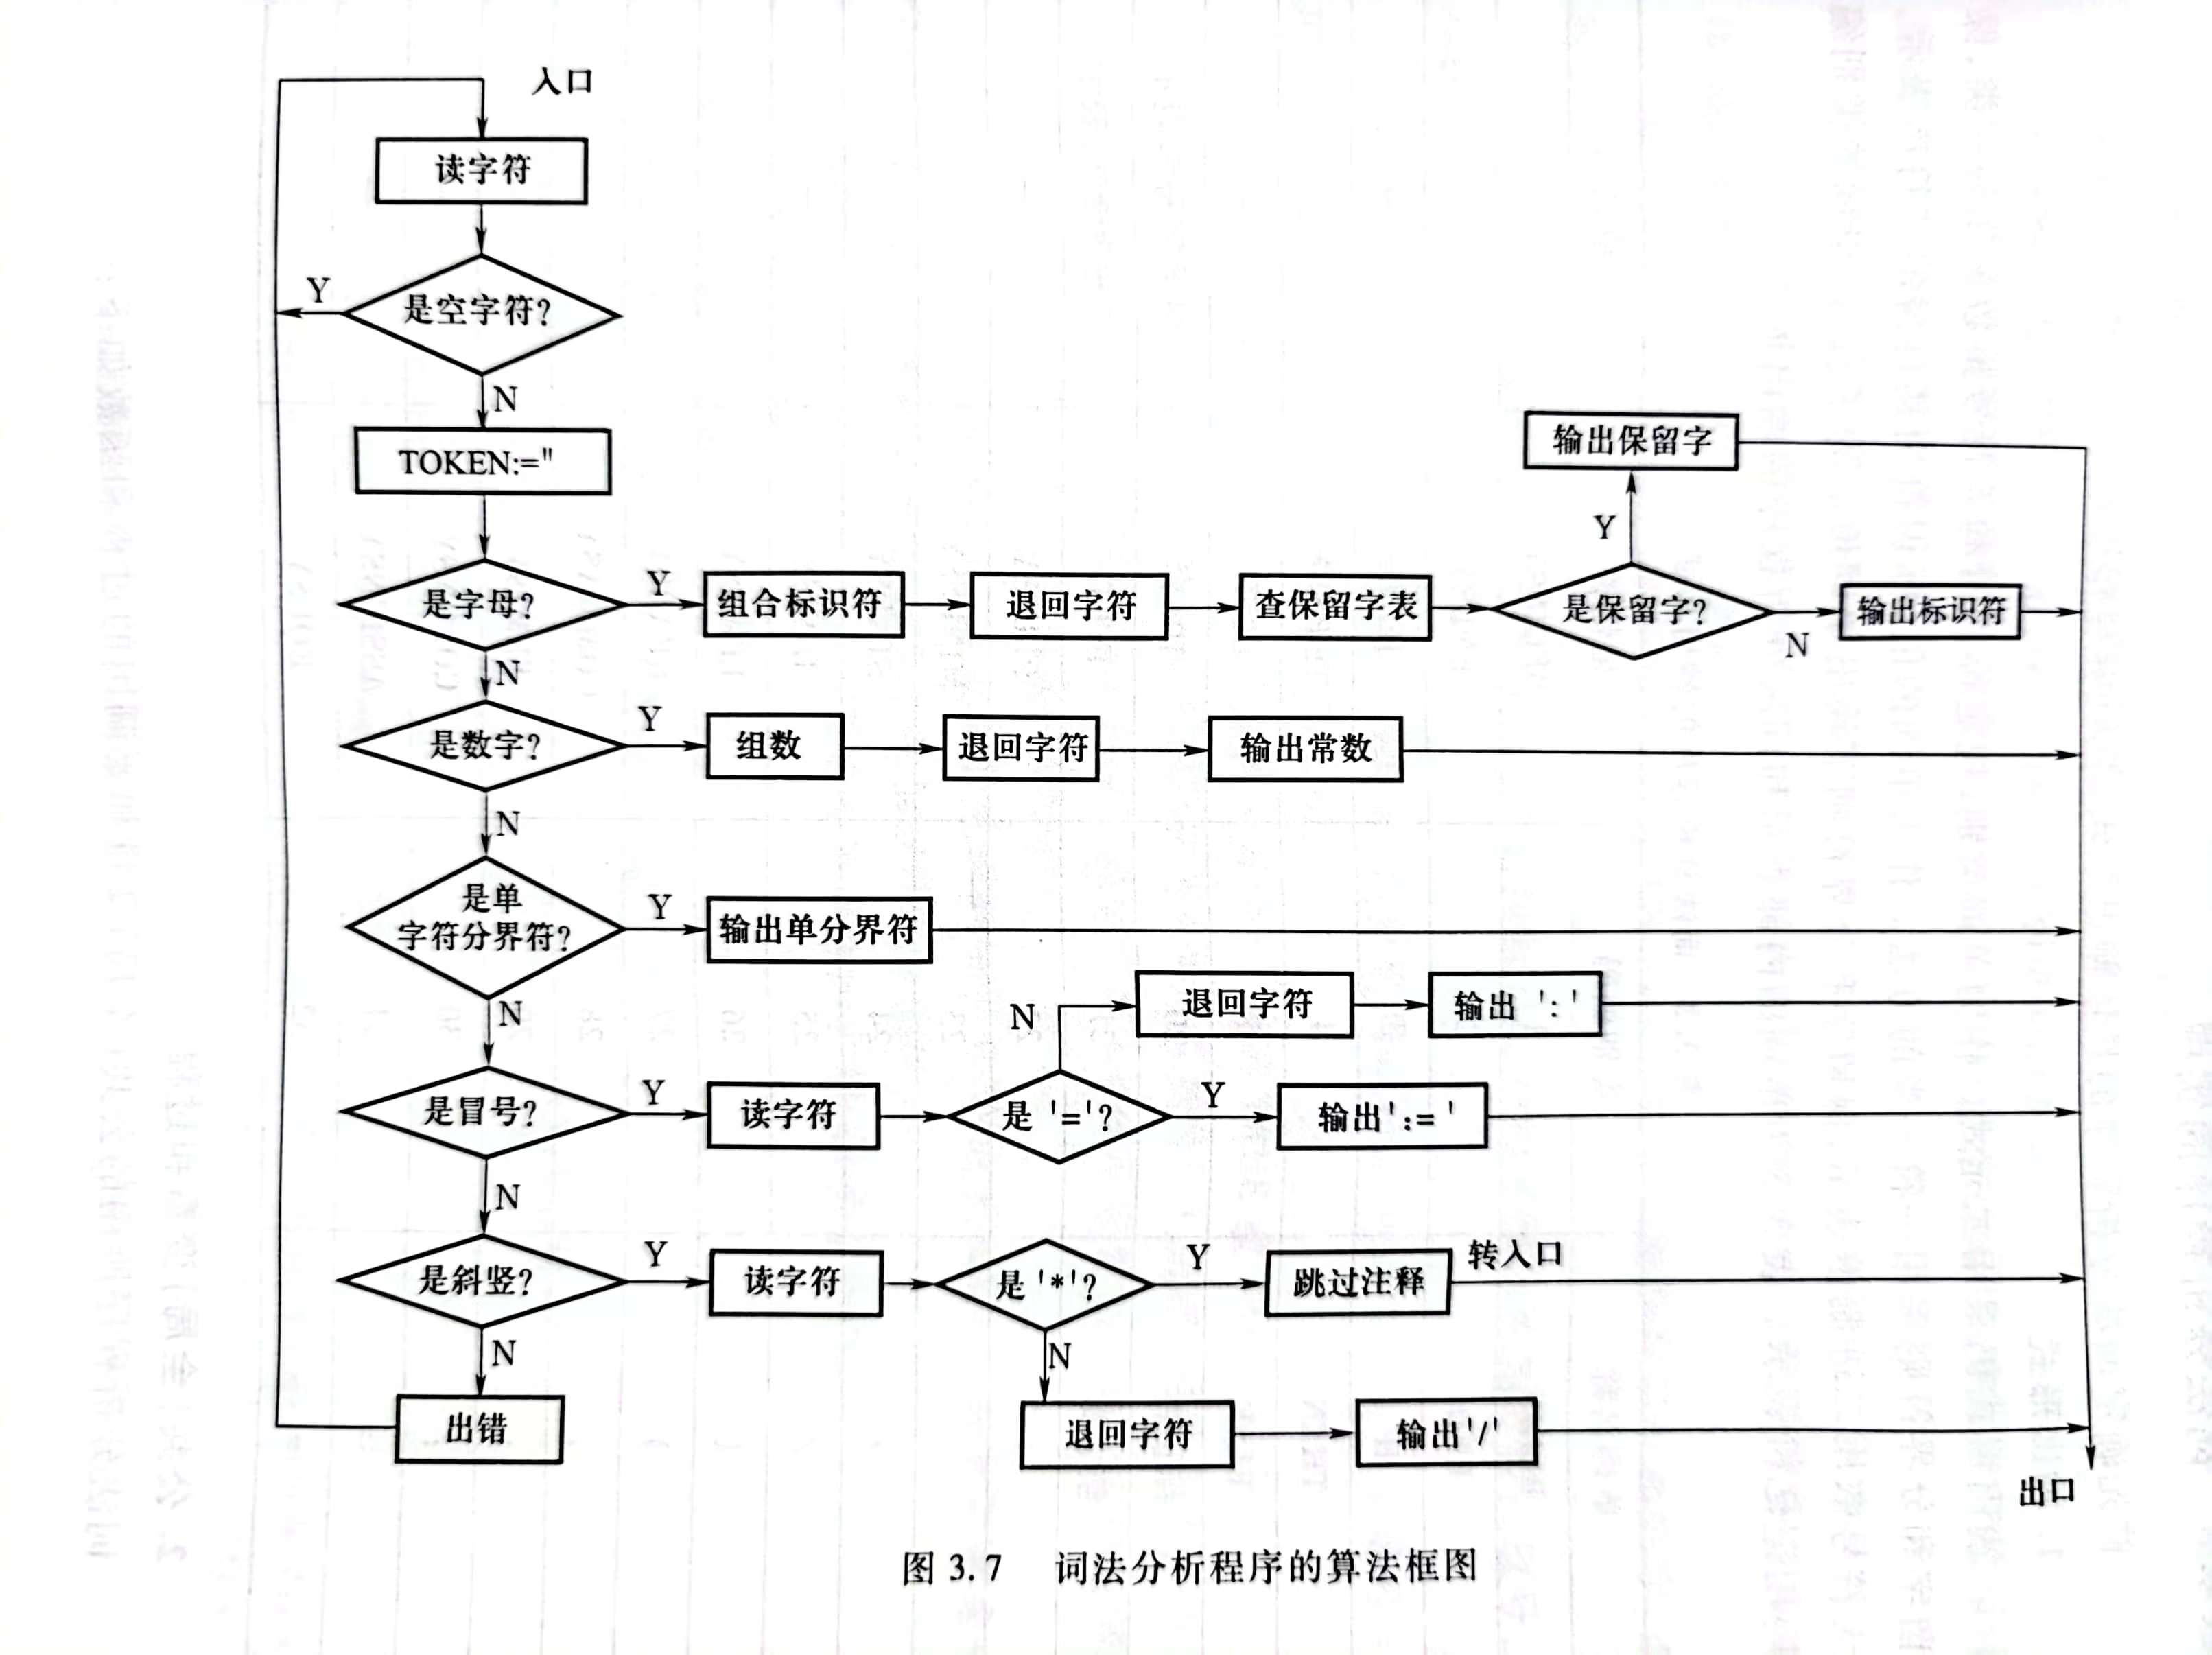 入口
读字符
是空字符?
Y
N
TOKEN:=''
是字母?
Y
组合标识符
退回字符
查保留字表
是保留字?
Y
输出保留字
N
输出标识符
N
是数字?
Y
组数
退回字符
输出常数
N
是单
字符分界符?
Y
输出单分界符
N
是冒号?
Y
读字符
是 '='?
N
退回字符
输出 ':'
Y
输出':='
N
是斜竖?
Y
读字符
是 '*'?
Y
跳过注释
转入口
N
退回字符
输出'/'
N
出错
出口
图 3.7 词法分析程序的算法框图